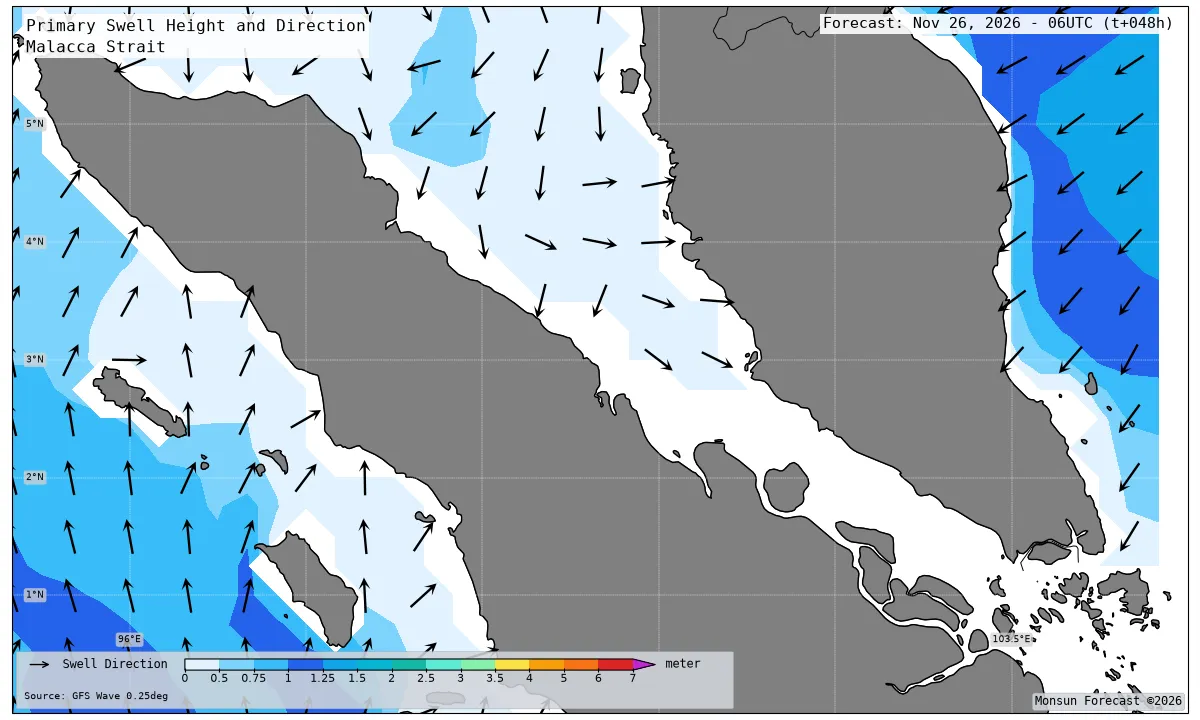 Primary Swell Height and Direction
Malacca Strait
Forecast: Nov 26, 2026 - 06UTC (t+048h)
5°N
4°N
3°N
2°N
1°N
96°E
103.5°E
Swell Direction
meter
0 0.5 0.75 1 1.25 1.5 2 2.5 3 3.5 4 5 6 7
Source: GFS Wave 0.25deg
Monsun Forecast ©2026